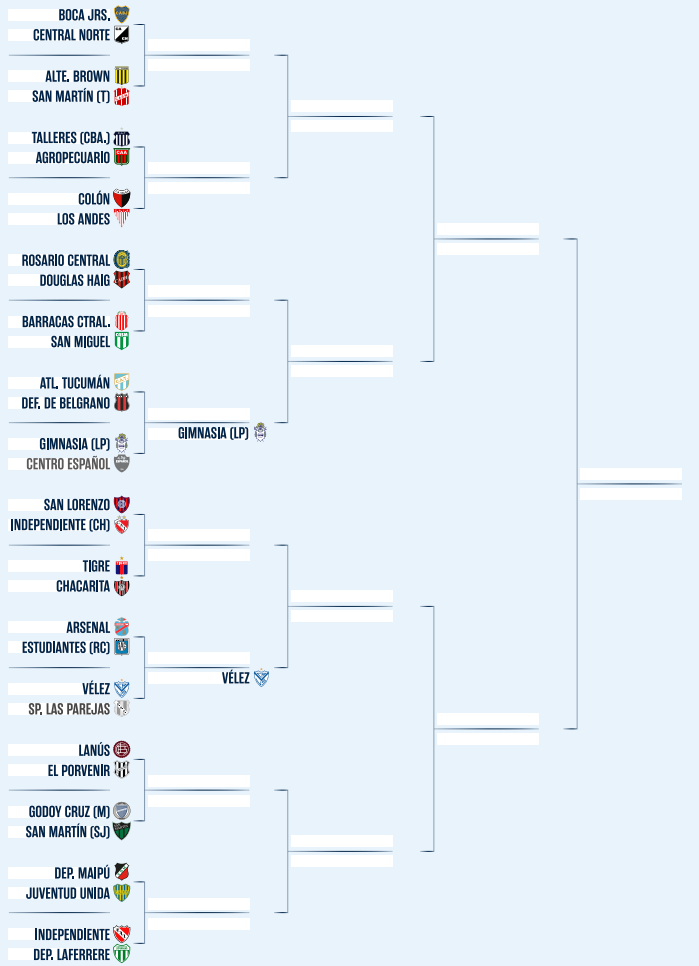 BOCA JRS.
CENTRAL NORTE
ALTE. BROWN
SAN MARTÍN (T)
TALLERES (CBA.)
AGROPECUARIO
COLÓN
LOS ANDES
ROSARIO CENTRAL
DOUGLAS HAIG
BARRACAS CTRAL.
SAN MIGUEL
ATL. TUCUMÁN
DEF. DE BELGRANO
GIMNASIA (LP)
GIMNASIA (LP)
CENTRO ESPAÑOL
SAN LORENZO
INDEPENDIENTE (CH)
TIGRE
CHACARITA
ARSENAL
ESTUDIANTES (RC)
VÉLEZ
VÉLEZ
SP. LAS PAREJAS
LANÚS
EL PORVENIR
GODOY CRUZ (M)
SAN MARTÍN (SJ)
DEP. MAIPÚ
JUVENTUD UNIDA
INDEPENDIENTE
DEP. LAFERRERE